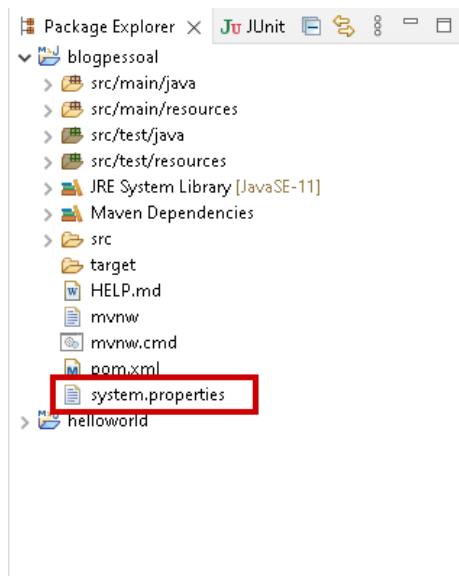 Package Explorer JUnit
blogpessoal
src/main/java
src/main/resources
src/test/java
src/test/resources
JRE System Library [JavaSE-11]
Maven Dependencies
src
target
HELP.md
mvnw
mvnw.cmd
pom.xml
system.properties
helloworld